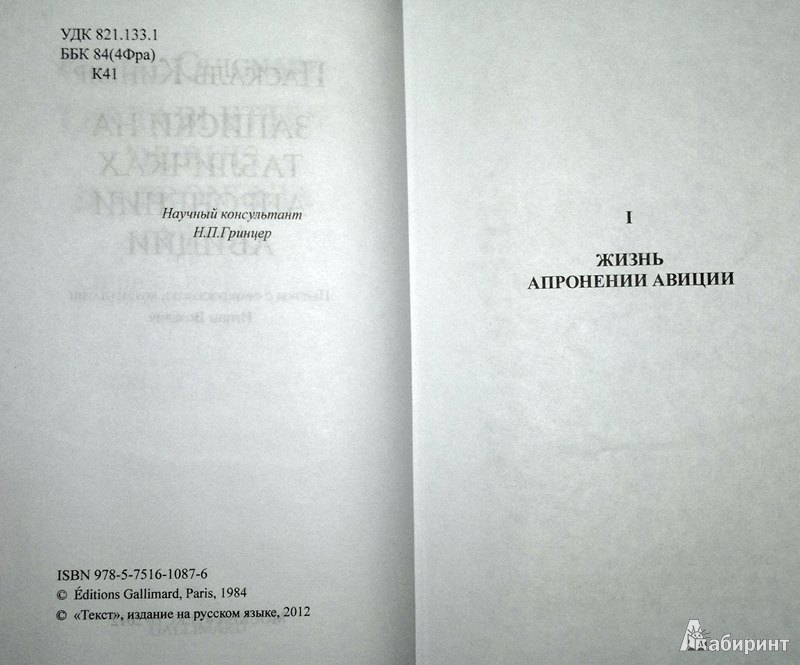 УДК 821.133.1
ББК 84(4Фра)
К41
Научный консультант
Н.П.Гринцер
ISBN 978-5-7516-1087-6
© Éditions Gallimard, Paris, 1984
© «Текст», издание на русском языке, 2012
I
ЖИЗНЬ
АПРОНЕНИИ АВИЦИИ
Лабиринт